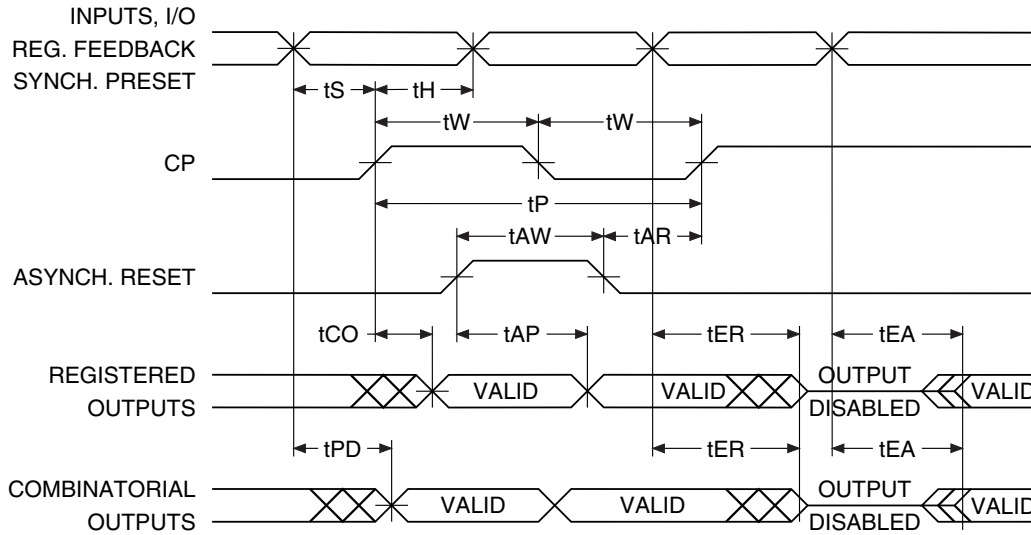 INPUTS, I/O
REG. FEEDBACK
SYNCH. PRESET
tS
tH
tW
tW
CP
tP
tAW
tAR
ASYNCH. RESET
tCO
tAP
tER
tEA
REGISTERED
OUTPUTS
VALID
VALID
OUTPUT
DISABLED
VALID
tPD
tER
tEA
COMBINATORIAL
OUTPUTS
VALID
VALID
OUTPUT
DISABLED
VALID